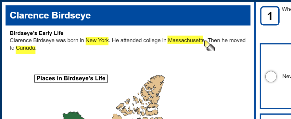 Clarence Birdseye
1
Birdseye's Early Life
Clarence Birdseye was born in New York. He attended college in Massachusetts. Then he moved
to Canada.
Places in Birdseye's Life